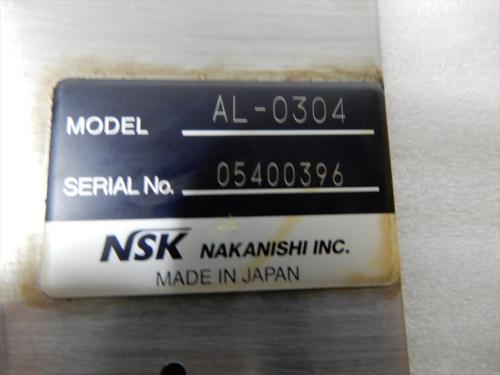 MODEL AL-0304
SERIAL No. 05400396
NSK NAKANISHI INC.
MADE IN JAPAN